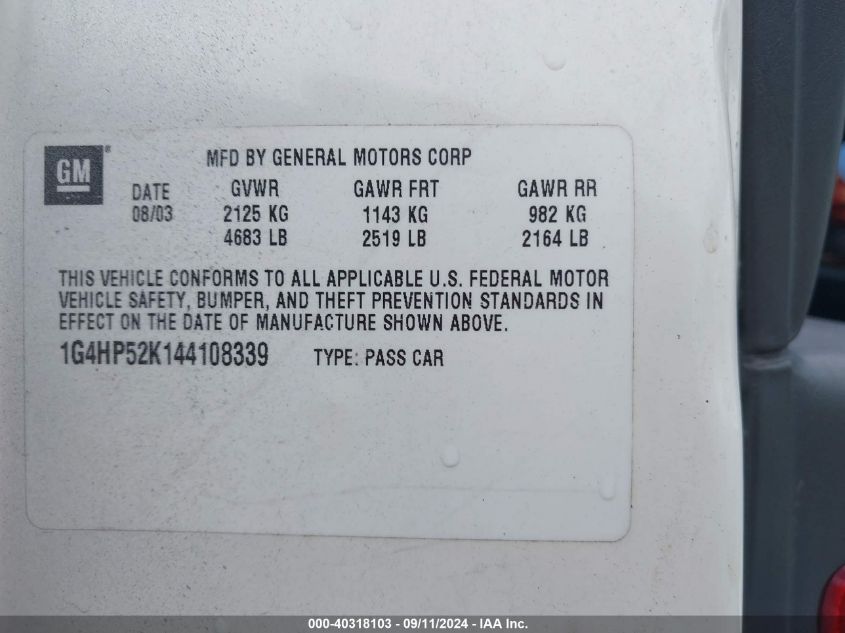 GM ®
MFD BY GENERAL MOTORS CORP
DATE GVWR GAWR FRT GAWR RR
08/03 2125 KG 1143 KG 982 KG
4683 LB 2519 LB 2164 LB
THIS VEHICLE CONFORMS TO ALL APPLICABLE U.S. FEDERAL MOTOR
VEHICLE SAFETY, BUMPER, AND THEFT PREVENTION STANDARDS IN
EFFECT ON THE DATE OF MANUFACTURE SHOWN ABOVE.
1G4HP52K144108339 TYPE: PASS CAR
000-40318103 - 09/11/2024 - IAA Inc.